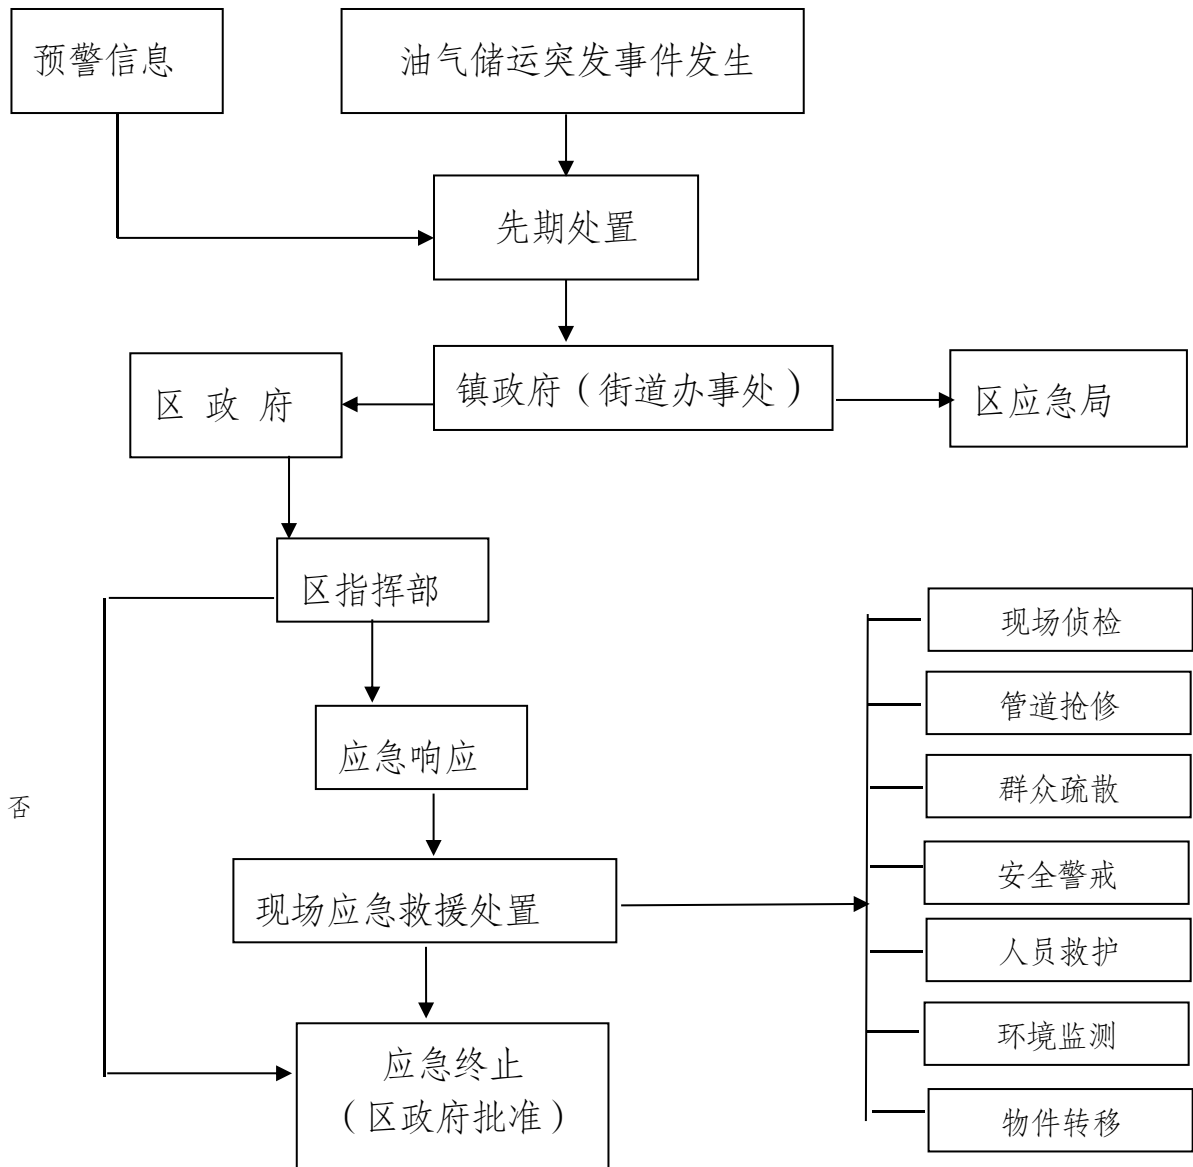 预警信息
油气储运突发事件发生
先期处置
区 政 府
镇政府（街道办事处）
区应急局
区指挥部
现场侦检
管道抢修
应急响应
群众疏散
否
安全警戒
现场应急救援处置
人员救护
环境监测
应急终止
（区政府批准）
物件转移